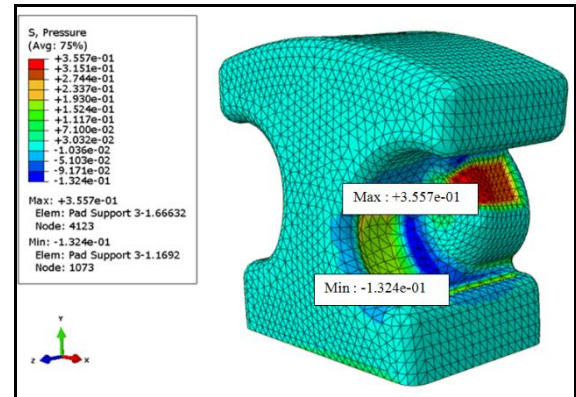 S, Pressure
(Avg: 75%)
+3.557e-01
+3.151e-01
+2.744e-01
+2.337e-01
+1.930e-01
+1.524e-01
+1.117e-01
+7.100e-02
+3.032e-02
-1.036e-02
-5.103e-02
-9.171e-02
-1.324e-01
Max: +3.557e-01
Elem: Pad Support 3-1.66632
Node: 4123
Min: -1.324e-01
Elem: Pad Support 3-1.1692
Node: 1073
Max : +3.557e-01
Min : -1.324e-01
Y
Z
X